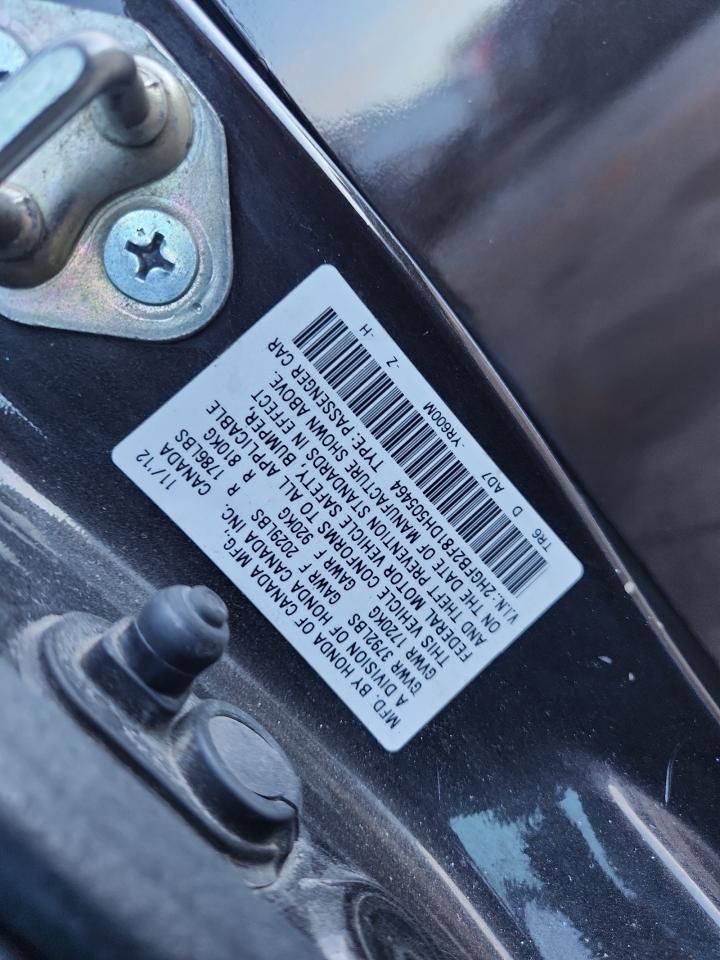 MFD BY HONDA OF CANADA MFG., CANADA 11/12
A DIVISION OF HONDA CANADA INC.
GVWR 3792LBS GAWR F 2029LBS R 1786LBS
GVWR 1720KG GAWR F 920KG R 810KG
THIS VEHICLE CONFORMS TO ALL APPLICABLE
FEDERAL MOTOR VEHICLE SAFETY, BUMPER,
AND THEFT PREVENTION STANDARDS IN EFFECT
ON THE DATE OF MANUFACTURE SHOWN ABOVE.
V.I.N.:2HGFB2F81DH505464 TYPE: PASSENGER CAR
TR6 D AD7 -YR600M -Z -H